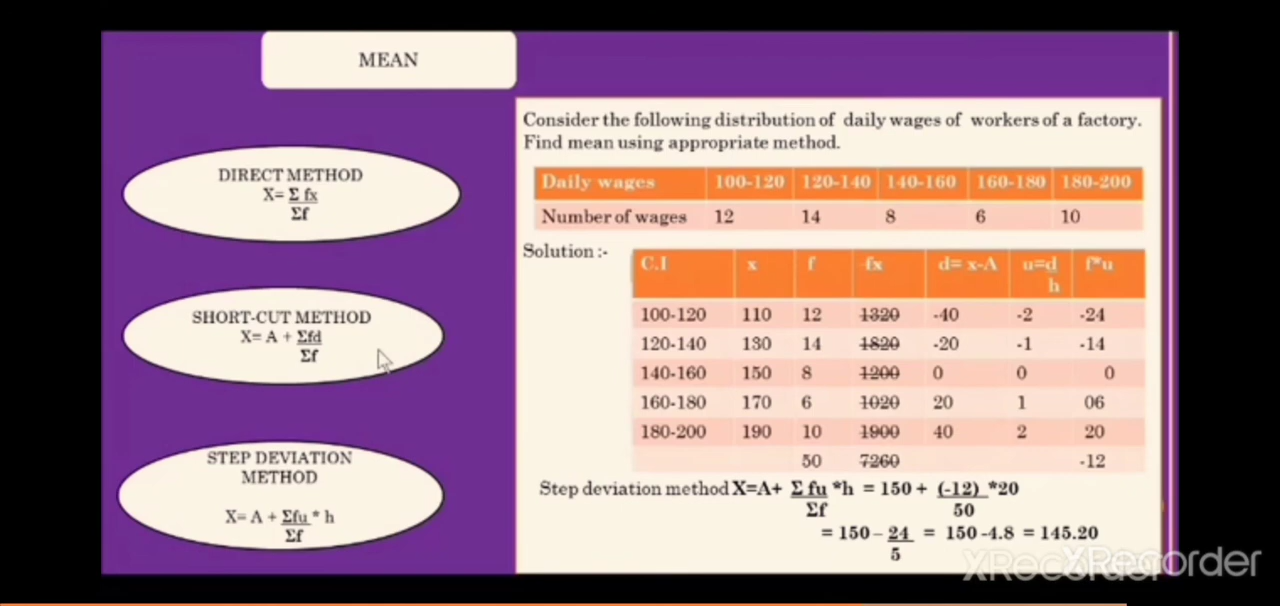 MEAN
DIRECT METHOD
X= Σ fx
Σf
SHORT-CUT METHOD
X= A + Σfd
Σf
STEP DEVIATION
METHOD
X= A + Σfu * h
Σf
Consider the following distribution of daily wages of workers of a factory.
Find mean using appropriate method.
Daily wages 100-120 120-140 140-160 160-180 180-200
Number of wages 12 14 8 6 10
Solution :-
C.I x f fx d= x-A u=d f*u
h
100-120 110 12 1320 -40 -2 -24
120-140 130 14 1820 -20 -1 -14
140-160 150 8 1200 0 0 0
160-180 170 6 1020 20 1 06
180-200 190 10 1900 40 2 20
50 7260 -12
Step deviation method X=A+ Σ fu *h = 150 + (-12) *20
Σf 50
= 150 – 24 = 150 -4.8 = 145.20
5
XRecorder XRecorder